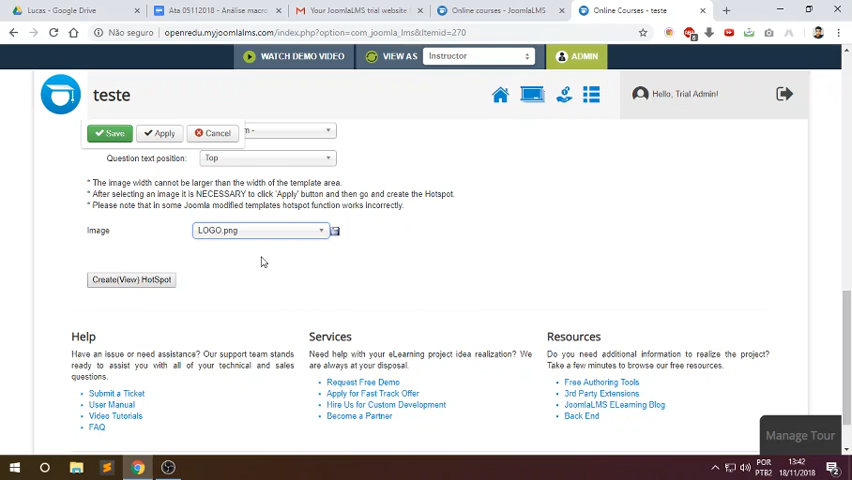 Lucas - Google Drive
Ata 05112018 - Análise macro
Your JoomlaLMS trial website
Online courses - JoomlaLMS
Online Courses - teste
Não seguro
openredu.myjoomlalms.com/index.php?option=com_joomla_lms&Itemid=270
WATCH DEMO VIDEO
VIEW AS
Instructor
ADMIN
teste
Hello, Trial Admin!
Save
Apply
Cancel
m -
Question text position:
Top
* The image width cannot be larger than the width of the template area.
* After selecting an image it is NECESSARY to click 'Apply' button and then go and create the Hotspot.
* Please note that in some Joomla modified templates hotspot function works incorrectly.
Image
LOGO.png
Create(View) HotSpot
Help
Have an issue or need assistance? Our support team stands
ready to assist you with all of your technical and sales
questions.
Submit a Ticket
User Manual
Video Tutorials
FAQ
Services
Need help with your eLearning project idea realization? We
are always at your disposal.
Request Free Demo
Apply for Fast Track Offer
Hire Us for Custom Development
Become a Partner
Resources
Do you need additional information to realize the project?
Take a few minutes to browse our free resources.
Free Authoring Tools
3rd Party Extensions
JoomlaLMS ELearning Blog
Back End
Manage Tour
POR
PTB2
13:42
18/11/2018
2